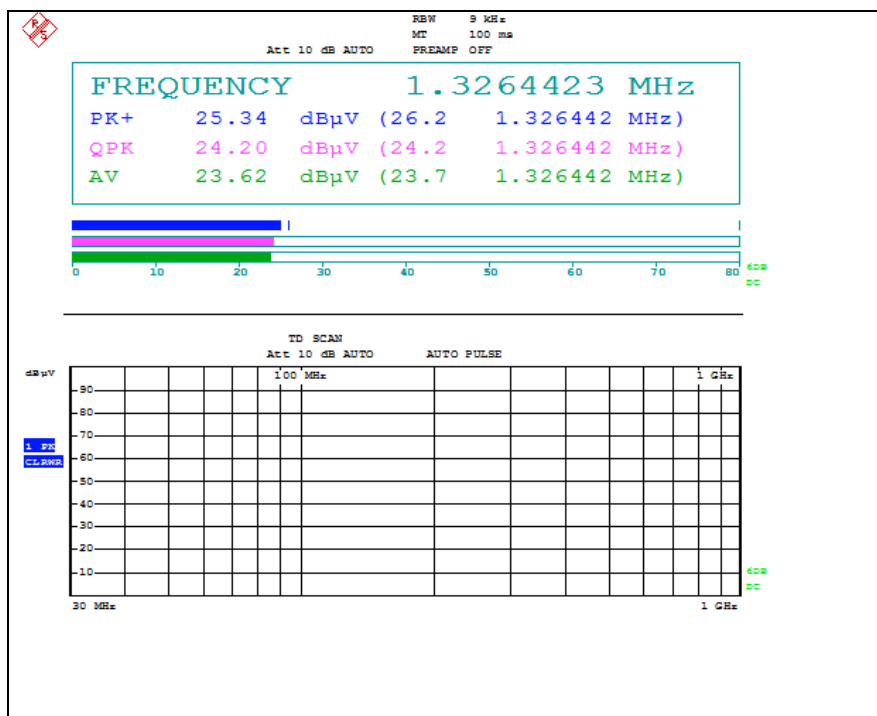 R S
RBW 9 kHz
MT 100 ms
Att 10 dB AUTO PREAMP OFF
FREQUENCY 1.3264423 MHz
PK+ 25.34 dBµV (26.2 1.326442 MHz)
QPK 24.20 dBµV (24.2 1.326442 MHz)
AV 23.62 dBµV (23.7 1.326442 MHz)
0 10 20 30 40 50 60 70 80
6DB
DC
TD SCAN
Att 10 dB AUTO AUTO PULSE
dBµV
100 MHz 1 GHz
90
80
70
1 PK
CLRWR
60
50
40
30
20
10
6DB
DC
30 MHz 1 GHz